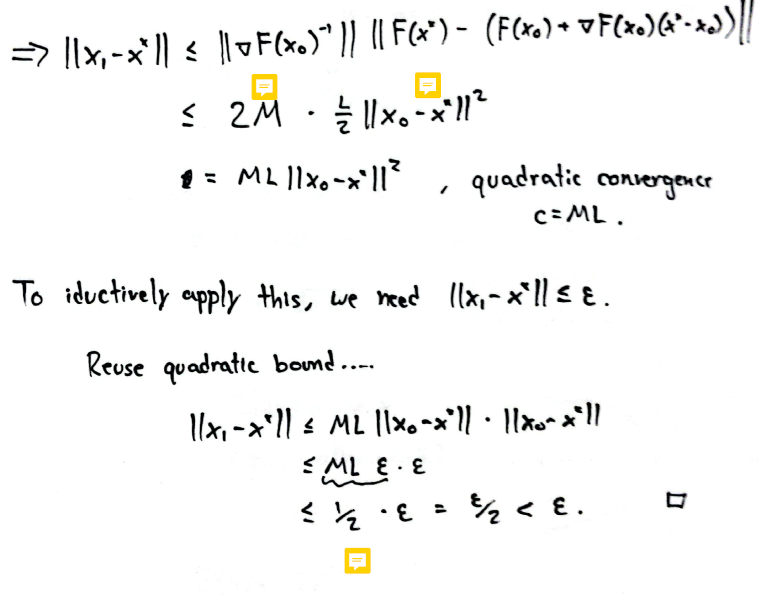 ⇒ ||x₁-x*|| ≤ ||∇F(x₀)⁻¹|| ||F(x*) - (F(x₀) + ∇F(x₀)(x*-x₀))||
≤ 2M · L/2 ||x₀-x*||²
= ML ||x₀-x*||² , quadratic convergence
c=ML .
To iductively apply this, we need ||x₁-x*|| ≤ ε .
Reuse quadratic bound.....
||x₁-x*|| ≤ ML ||x₀-x*|| · ||x₀-x*||
≤ ML ε · ε
≤ 1/2 · ε = ε/2 < ε . □